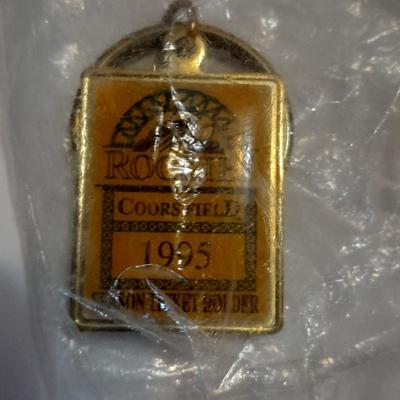 ROCKIES
COORS FIELD
1995
SEASON TICKET HOLDER